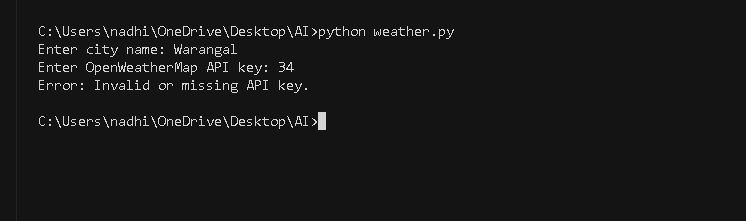 C:\Users\nadhi\OneDrive\Desktop\AI>python weather.py
Enter city name: Warangal
Enter OpenWeatherMap API key: 34
Error: Invalid or missing API key.
C:\Users\nadhi\OneDrive\Desktop\AI>